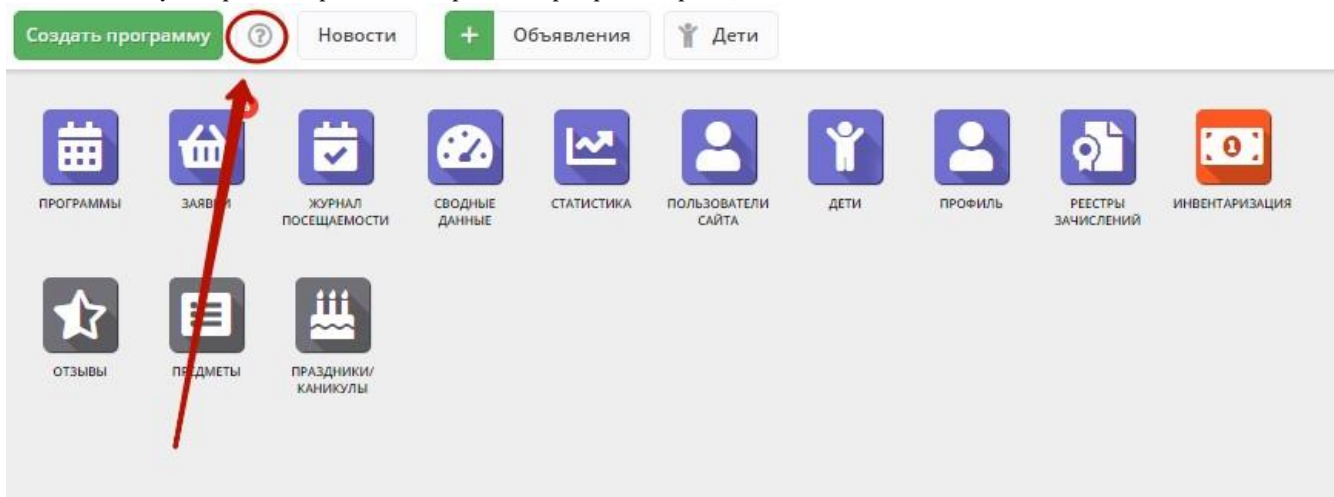 Создать программу ? Новости + Объявления Дети
ПРОГРАММЫ
ЖУРНАЛ
ПОСЕЩАЕМОСТИ
СВОДНЫЕ
ДАННЫЕ
СТАТИСТИКА
ПОЛЬЗОВАТЕЛИ
САЙТА
ДЕТИ
ПРОФИЛЬ
РЕЕСТРЫ
ЗАЧИСЛЕНИЙ
ИНВЕНТАРИЗАЦИЯ
ОТЗЫВЫ
ПРЕДМЕТЫ
ПРАЗДНИКИ/
КАНИКУЛЫ